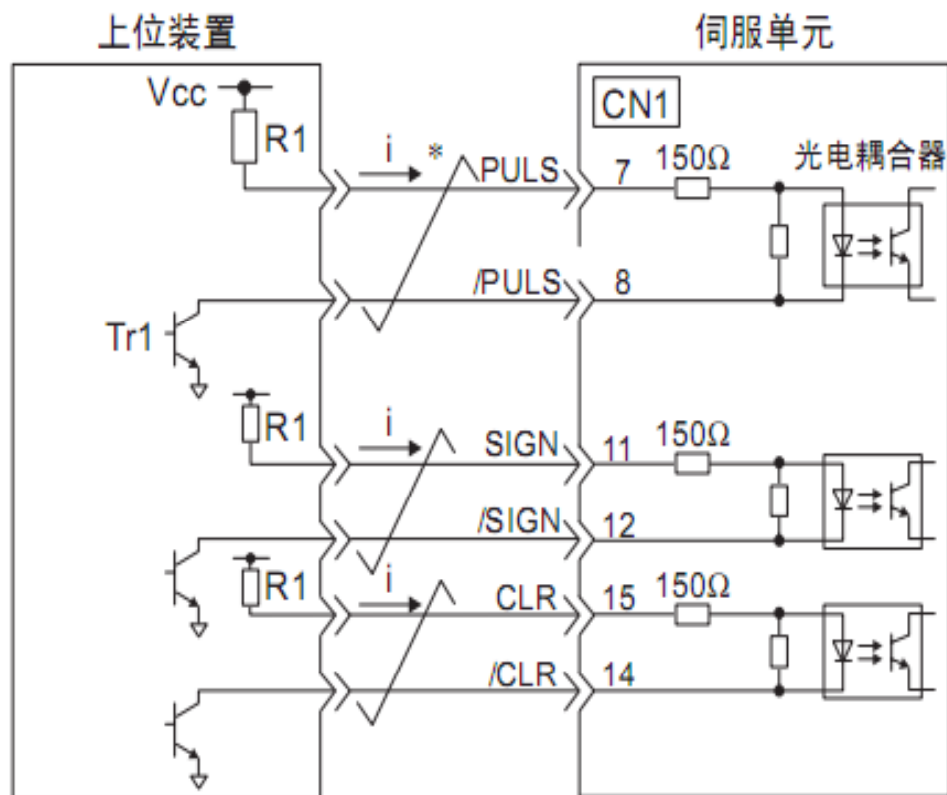 上位装置
伺服单元
Vcc
CN1
R1
i
*
PULS
7
150Ω
光电耦合器
/PULS
8
Tr1
R1
i
SIGN
11
150Ω
/SIGN
12
R1
i
CLR
15
150Ω
/CLR
14